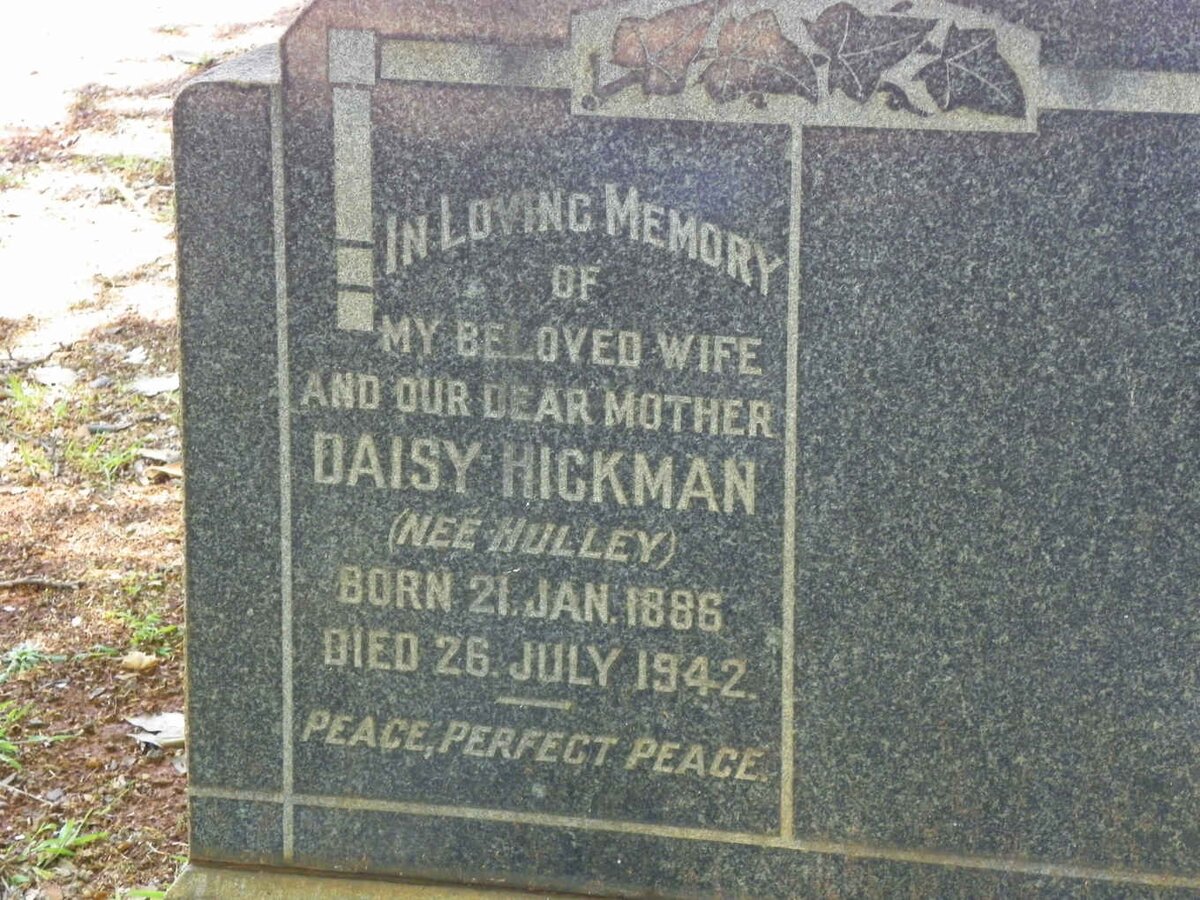 IN LOVING MEMORY
OF
MY BELOVED WIFE
AND OUR DEAR MOTHER
DAISY HICKMAN
(NEÉ HULLEY)
BORN 21. JAN. 1886
DIED 26. JULY 1942.
PEACE, PERFECT PEACE.